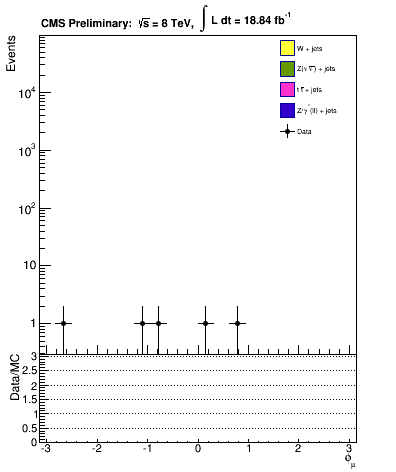 CMS Preliminary: √s = 8 TeV, ∫ L dt = 18.84 fb⁻¹
Events
W + jets
Z(ν ν̄) + jets
t t̄ + jets
Z/γ*(ll) + jets
Data
10⁴
10³
10²
10
1
Data/MC
3
2.5
2
1.5
1
0.5
0
-3 -2 -1 0 1 2 3
ϕμ